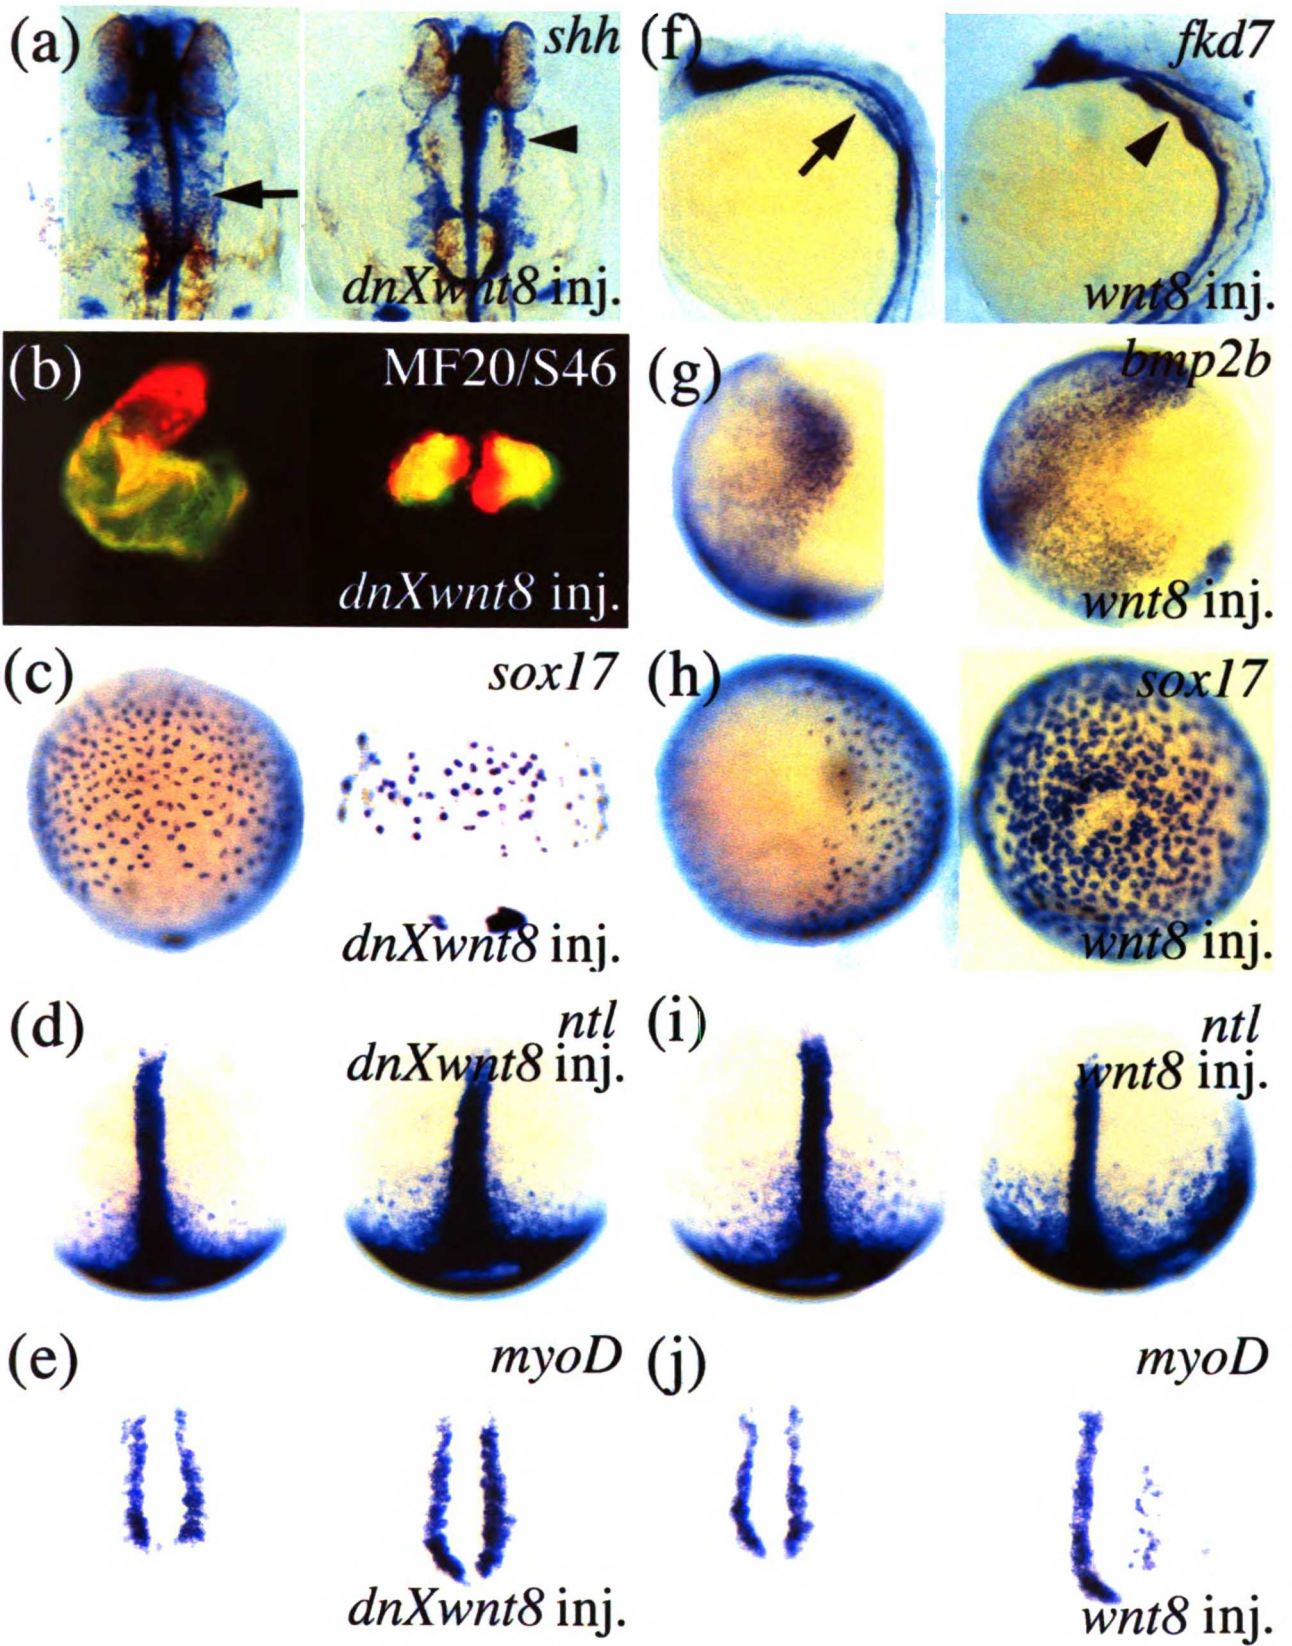 (a)
shh
dnXwnt8 inj.
(f)
fkd7
wnt8 inj.
(b)
MF20/S46
dnXwnt8 inj.
(g)
bmp2b
wnt8 inj.
(c)
sox17
dnXwnt8 inj.
(h)
sox17
wnt8 inj.
(d)
ntl
dnXwnt8 inj.
(i)
ntl
wnt8 inj.
(e)
myoD
dnXwnt8 inj.
(j)
myoD
wnt8 inj.